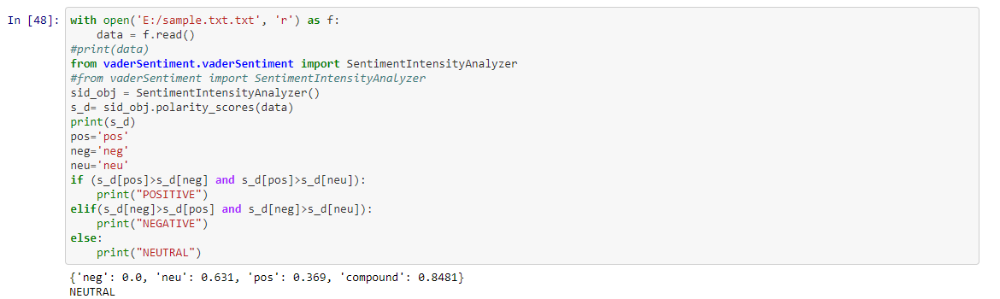 In [48]: with open('E:/sample.txt.txt', 'r') as f:
    data = f.read()
#print(data)
from vaderSentiment.vaderSentiment import SentimentIntensityAnalyzer
#from vaderSentiment import SentimentIntensityAnalyzer
sid_obj = SentimentIntensityAnalyzer()
s_d= sid_obj.polarity_scores(data)
print(s_d)
pos='pos'
neg='neg'
neu='neu'
if (s_d[pos]>s_d[neg] and s_d[pos]>s_d[neu]):
    print("POSITIVE")
elif(s_d[neg]>s_d[pos] and s_d[neg]>s_d[neu]):
    print("NEGATIVE")
else:
    print("NEUTRAL")
{'neg': 0.0, 'neu': 0.631, 'pos': 0.369, 'compound': 0.8481}
NEUTRAL